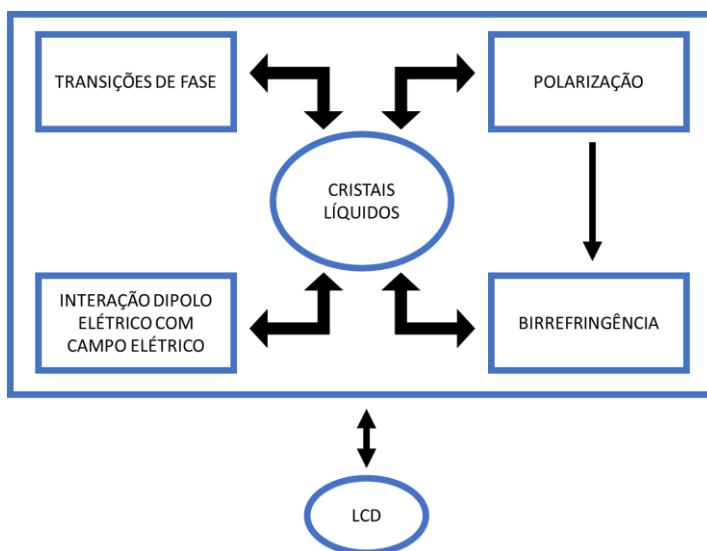 TRANSIÇÕES DE FASE
POLARIZAÇÃO
CRISTAIS
LÍQUIDOS
INTERAÇÃO DIPOLO
ELÉTRICO COM
CAMPO ELÉTRICO
BIRREFRINGÊNCIA
LCD